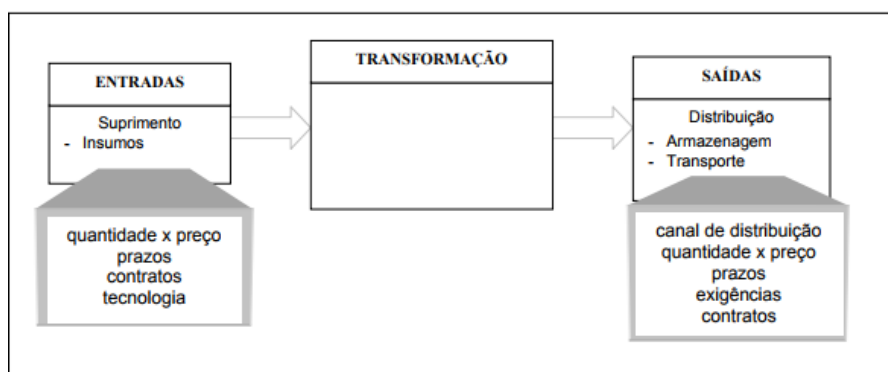 ENTRADAS
Suprimento
- Insumos
quantidade x preço
prazos
contratos
tecnologia
TRANSFORMAÇÃO
SAÍDAS
Distribuição
- Armazenagem
- Transporte
canal de distribuição
quantidade x preço
prazos
exigências
contratos